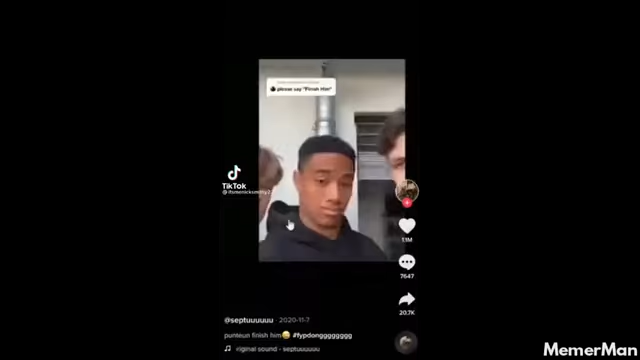 please say "Finish Him"
TikTok
1.1M
7647
20.7K
@septuuuuuu · 2020-11-7
punteun finish him😂 #fypdonggggggggg
original sound - septuuuuuu
MemerMan